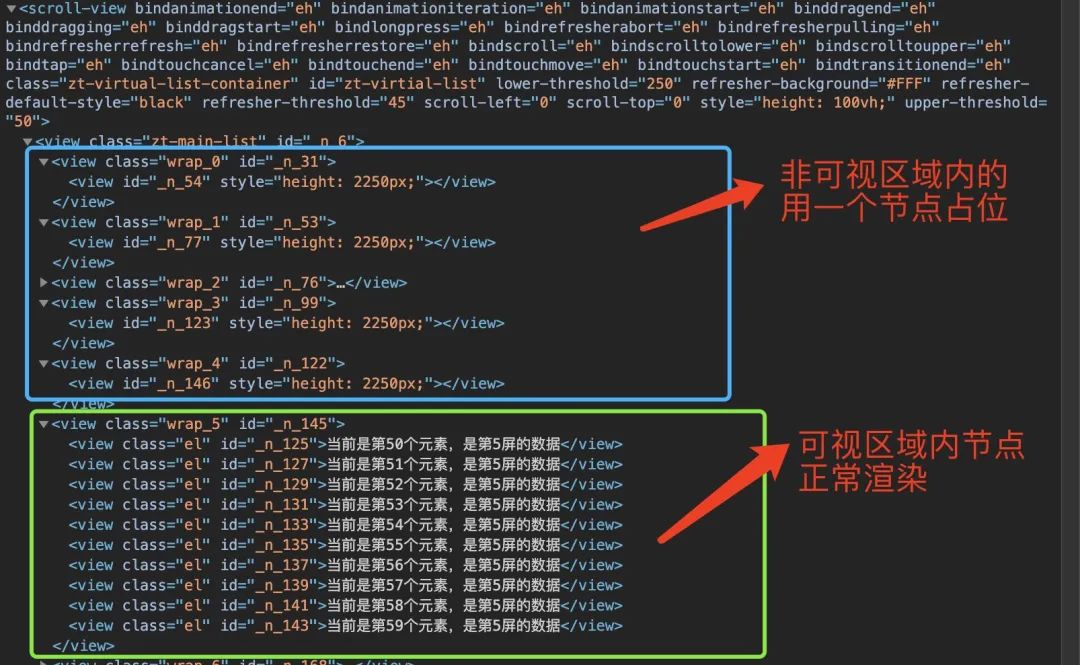 ▼<scroll-view bindanimationend="eh" bindanimationiteration="eh" bindanimationstart="eh" binddragend="eh"
binddragging="eh" binddragstart="eh" bindlongpress="eh" bindrefresherabort="eh" bindrefresherpulling="eh"
bindrefresherrefresh="eh" bindrefresherrestore="eh" bindscroll="eh" bindscrolltolower="eh" bindscrolltoupper="eh"
bindtap="eh" bindtouchcancel="eh" bindtouchend="eh" bindtouchmove="eh" bindtouchstart="eh" bindtransitionend="eh"
class="zt-virtual-list-container" id="zt-virtial-list" lower-threshold="250" refresher-background="#FFF" refresher-
default-style="black" refresher-threshold="45" scroll-left="0" scroll-top="0" style="height: 100vh;" upper-threshold=
"50">
▼<view class="zt-main-list" id="_n_6">
▼<view class="wrap_0" id="_n_31">
<view id="_n_54" style="height: 2250px;"></view>
</view>
▼<view class="wrap_1" id="_n_53">
<view id="_n_77" style="height: 2250px;"></view>
</view>
▶<view class="wrap_2" id="_n_76">…</view>
▼<view class="wrap_3" id="_n_99">
<view id="_n_123" style="height: 2250px;"></view>
</view>
▼<view class="wrap_4" id="_n_122">
<view id="_n_146" style="height: 2250px;"></view>
</view>
非可视区域内的
用一个节点占位
▼<view class="wrap_5" id="_n_145">
<view class="el" id="_n_125">当前是第50个元素，是第5屏的数据</view>
<view class="el" id="_n_127">当前是第51个元素，是第5屏的数据</view>
<view class="el" id="_n_129">当前是第52个元素，是第5屏的数据</view>
<view class="el" id="_n_131">当前是第53个元素，是第5屏的数据</view>
<view class="el" id="_n_133">当前是第54个元素，是第5屏的数据</view>
<view class="el" id="_n_135">当前是第55个元素，是第5屏的数据</view>
<view class="el" id="_n_137">当前是第56个元素，是第5屏的数据</view>
<view class="el" id="_n_139">当前是第57个元素，是第5屏的数据</view>
<view class="el" id="_n_141">当前是第58个元素，是第5屏的数据</view>
<view class="el" id="_n_143">当前是第59个元素，是第5屏的数据</view>
</view>
可视区域内节点
正常渲染
▶<view class="wrap_6" id="_n_168">…</view>